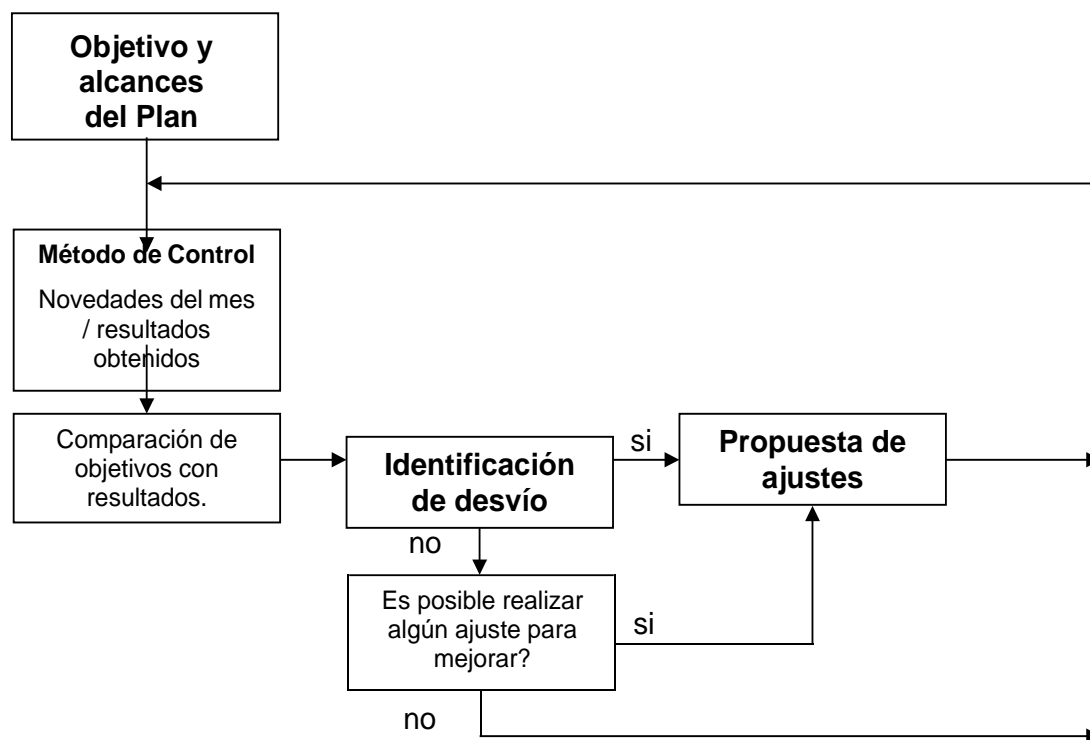 Objetivo y
alcances
del Plan
Método de Control
Novedades del mes
/ resultados
obtenidos
Comparación de
objetivos con
resultados.
Identificación
de desvío
si
Propuesta de
ajustes
no
Es posible realizar
algún ajuste para
mejorar?
si
no